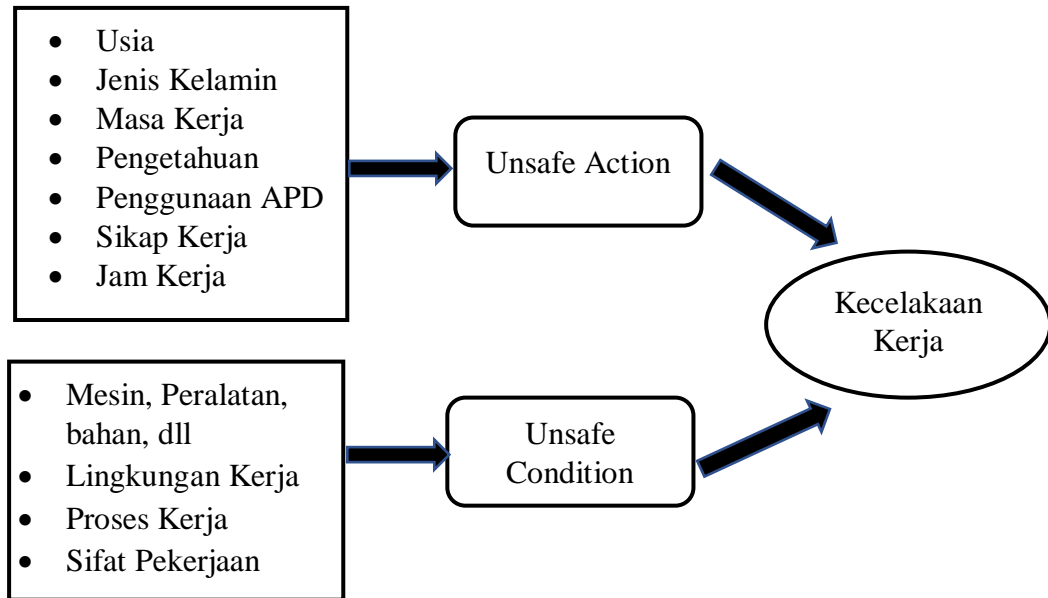 • Usia
• Jenis Kelamin
• Masa Kerja
• Pengetahuan
• Penggunaan APD
• Sikap Kerja
• Jam Kerja
Unsafe Action
Kecelakaan
Kerja
• Mesin, Peralatan,
bahan, dll
• Lingkungan Kerja
• Proses Kerja
• Sifat Pekerjaan
Unsafe
Condition